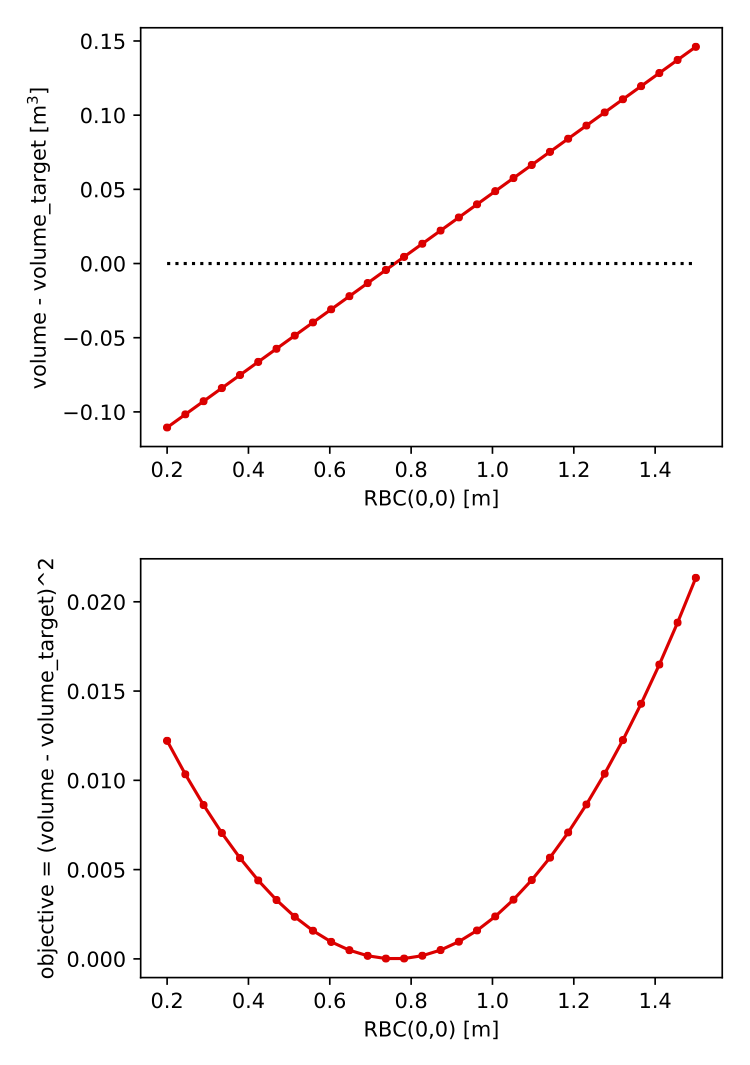 volume - volume_target [m³]
0.15
0.10
0.05
0.00
−0.05
−0.10
0.2 0.4 0.6 0.8 1.0 1.2 1.4
RBC(0,0) [m]
objective = (volume - volume_target)^2
0.020
0.015
0.010
0.005
0.000
0.2 0.4 0.6 0.8 1.0 1.2 1.4
RBC(0,0) [m]